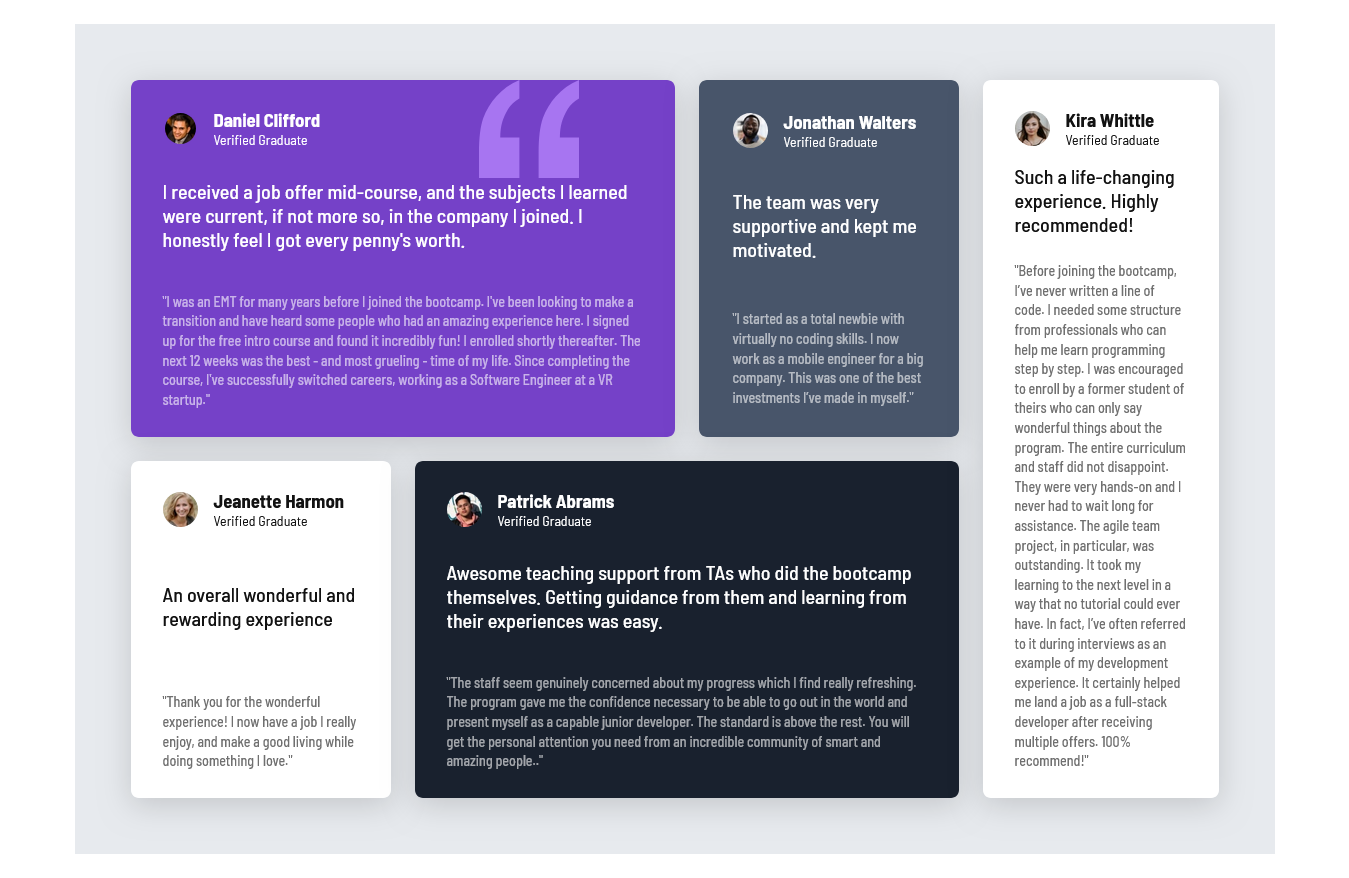 Daniel Clifford
Verified Graduate
I received a job offer mid-course, and the subjects I learned
were current, if not more so, in the company I joined. I
honestly feel I got every penny's worth.
"I was an EMT for many years before I joined the bootcamp. I've been looking to make a
transition and have heard some people who had an amazing experience here. I signed
up for the free intro course and found it incredibly fun! I enrolled shortly thereafter. The
next 12 weeks was the best - and most grueling - time of my life. Since completing the
course, I've successfully switched careers, working as a Software Engineer at a VR
startup."
Jonathan Walters
Verified Graduate
The team was very
supportive and kept me
motivated.
"I started as a total newbie with
virtually no coding skills. I now
work as a mobile engineer for a big
company. This was one of the best
investments I've made in myself."
Kira Whittle
Verified Graduate
Such a life-changing
experience. Highly
recommended!
"Before joining the bootcamp,
I've never written a line of
code. I needed some structure
from professionals who can
help me learn programming
step by step. I was encouraged
to enroll by a former student of
theirs who can only say
wonderful things about the
program. The entire curriculum
and staff did not disappoint.
They were very hands-on and I
never had to wait long for
assistance. The agile team
project, in particular, was
outstanding. It took my
learning to the next level in a
way that no tutorial could ever
have. In fact, I've often referred
to it during interviews as an
example of my development
experience. It certainly helped
me land a job as a full-stack
developer after receiving
multiple offers. 100%
recommend!"
Jeanette Harmon
Verified Graduate
An overall wonderful and
rewarding experience
"Thank you for the wonderful
experience! I now have a job I really
enjoy, and make a good living while
doing something I love."
Patrick Abrams
Verified Graduate
Awesome teaching support from TAs who did the bootcamp
themselves. Getting guidance from them and learning from
their experiences was easy.
"The staff seem genuinely concerned about my progress which I find really refreshing.
The program gave me the confidence necessary to be able to go out in the world and
present myself as a capable junior developer. The standard is above the rest. You will
get the personal attention you need from an incredible community of smart and
amazing people.."